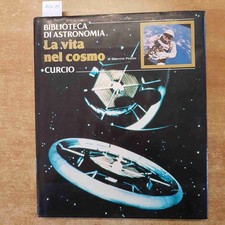 BIBLIOTECA
DI ASTRONOMIA
La vita
nel cosmo
CURCIO